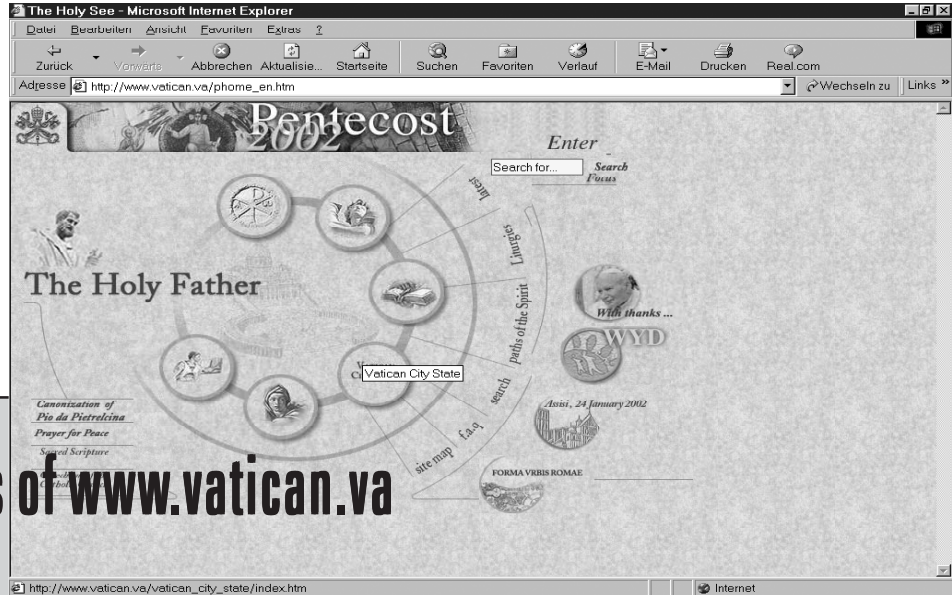 The Holy See - Microsoft Internet Explorer
Datei Bearbeiten Ansicht Favoriten Extras ?
Zurück Vorwärts Abbrechen Aktualisie... Startseite Suchen Favoriten Verlauf E-Mail Drucken Real.com
Adresse http://www.vatican.va/phome_en.htm Wechseln zu Links »
Pentecost
2002
Enter
Search for... Search
Focus
latest
Liturgies
paths of the Spirit
search
f.a.q
site map
The Holy Father
With thanks ...
WYD
Vatican City State
Assisi, 24 January 2002
FORMA VRBIS ROMAE
Canonization of
Pio da Pietrelcina
Prayer for Peace
Sacred Scripture
s of www.vatican.va
http://www.vatican.va/vatican_city_state/index.htm Internet